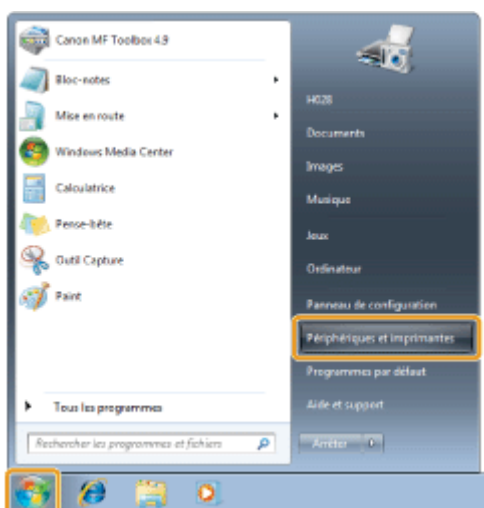 Canon MF Toolbox 4.9
Bloc-notes
Mise en route
Windows Media Center
Calculatrice
Pense-bête
Outil Capture
Paint
Tous les programmes
Rechercher les programmes et fichiers
H028
Documents
Images
Musique
Jeux
Ordinateur
Panneau de configuration
Périphériques et imprimantes
Programmes par défaut
Aide et support
Arrêter